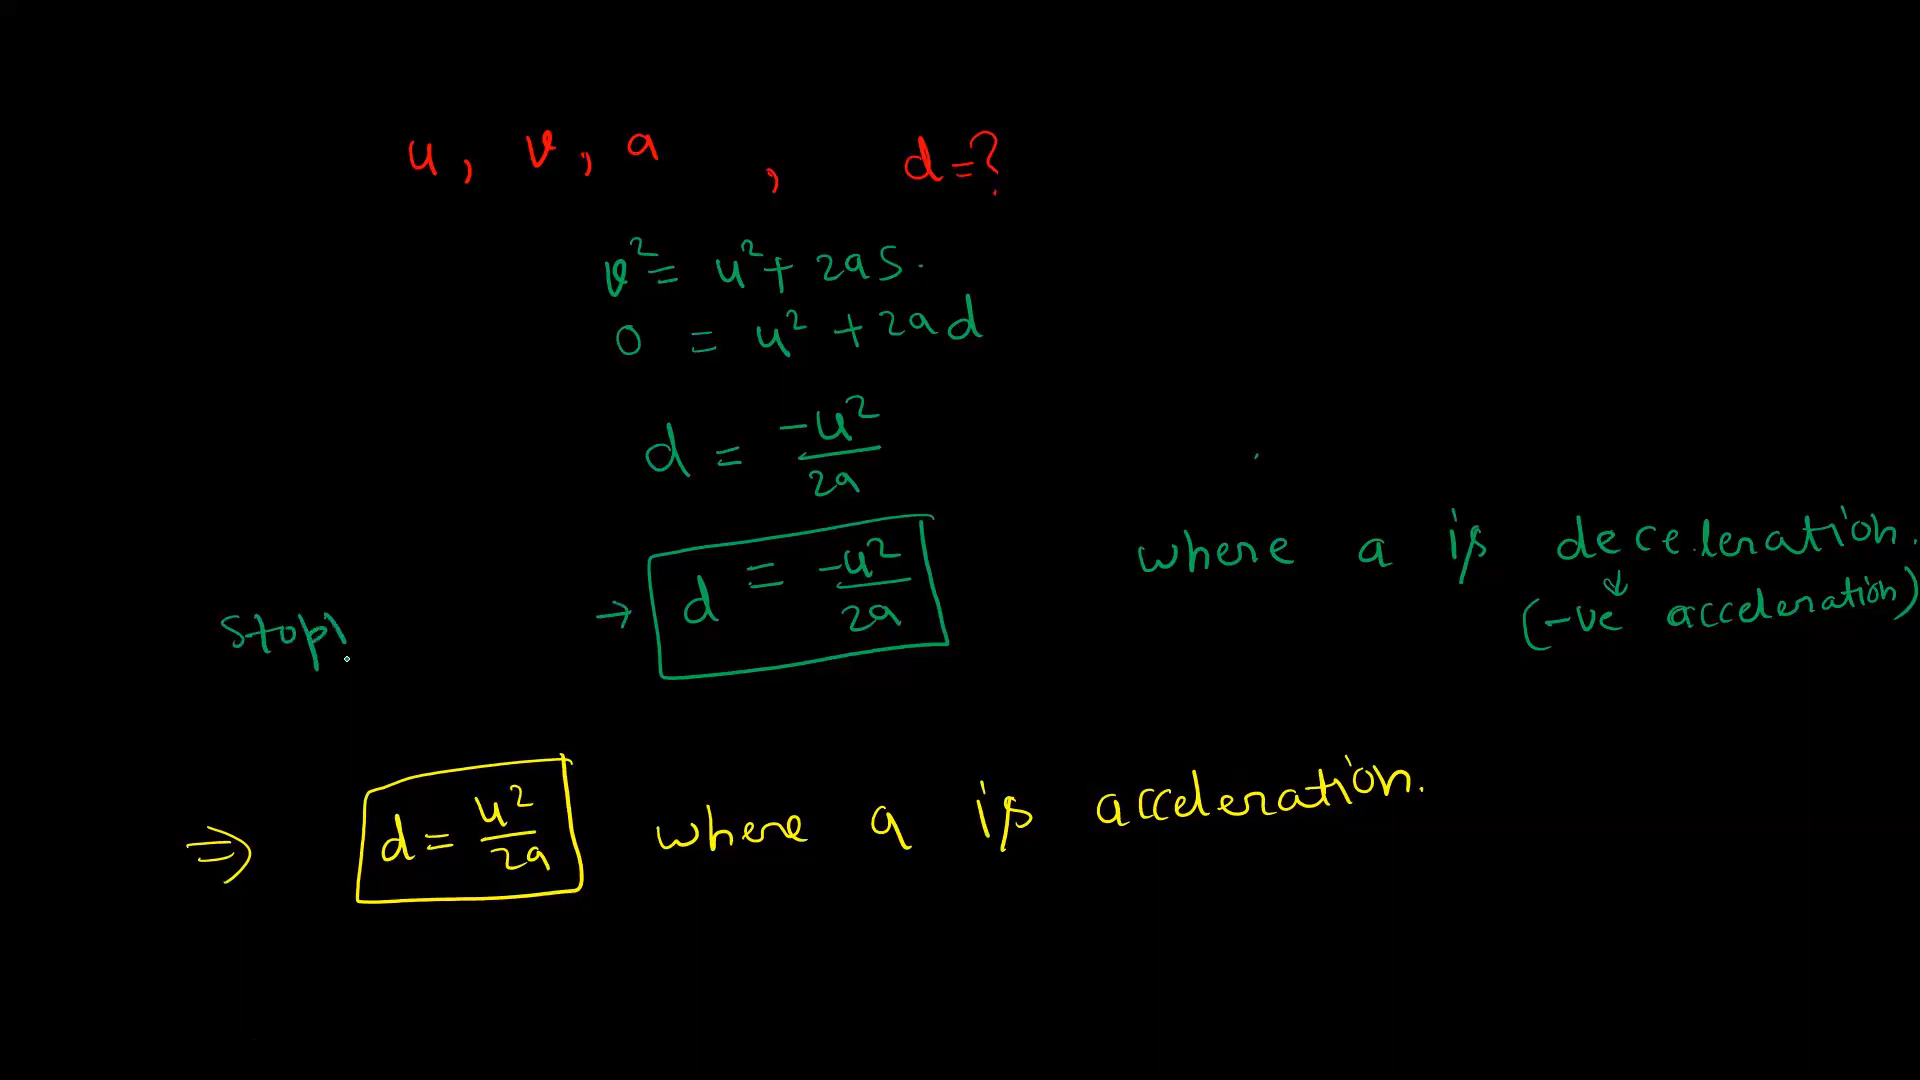 u, v, a , d=?
v² = u² + 2as.
0 = u² + 2ad
d = -u²/2a
where a is deceleration.
stop! → d = -u²/2a
(-ve acceleration)
⇒ d = u²/2a where a is acceleration.